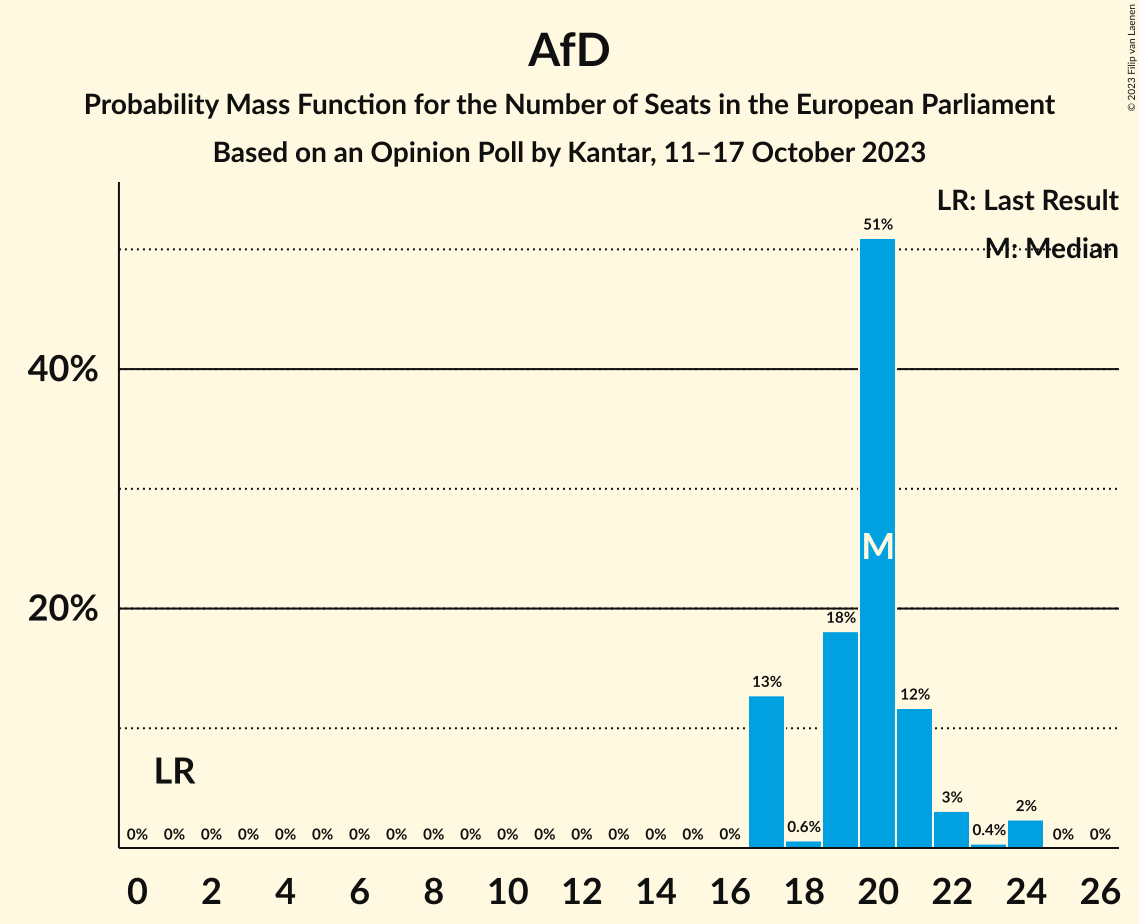 AfD
Probability Mass Function for the Number of Seats in the European Parliament
Based on an Opinion Poll by Kantar, 11–17 October 2023
© 2023 Filip van Laenen
LR: Last Result
M: Median
51%
40%
M
20%
18%
13%
12%
LR
3%
2%
0% 0% 0% 0% 0% 0% 0% 0% 0% 0% 0% 0% 0% 0% 0% 0% 0% 0.6% 0.4% 0% 0%
0 2 4 6 8 10 12 14 16 18 20 22 24 26